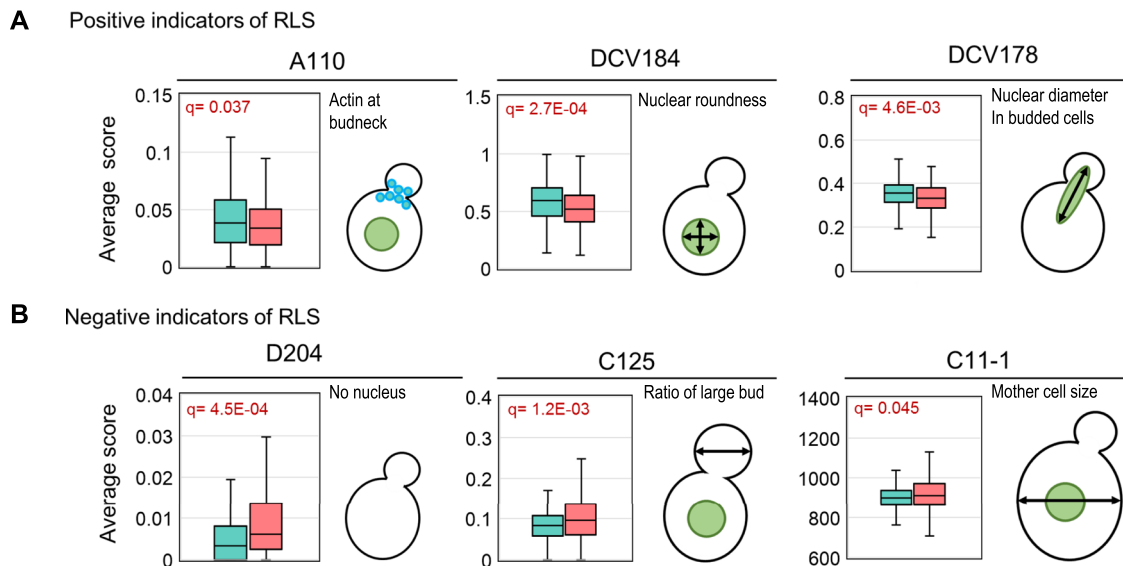 A Positive indicators of RLS
A110
Average score
0.15
0.1
0.05
0
q= 0.037
Actin at
budneck
DCV184
1.5
1
0.5
0
q= 2.7E-04
Nuclear roundness
DCV178
0.8
0.6
0.4
0.2
0
q= 4.6E-03
Nuclear diameter
In budded cells
B Negative indicators of RLS
D204
Average score
0.04
0.03
0.02
0.01
0
q= 4.5E-04
No nucleus
C125
0.4
0.3
0.2
0.1
0
q= 1.2E-03
Ratio of large bud
C11-1
1400
1200
1000
800
600
q= 0.045
Mother cell size